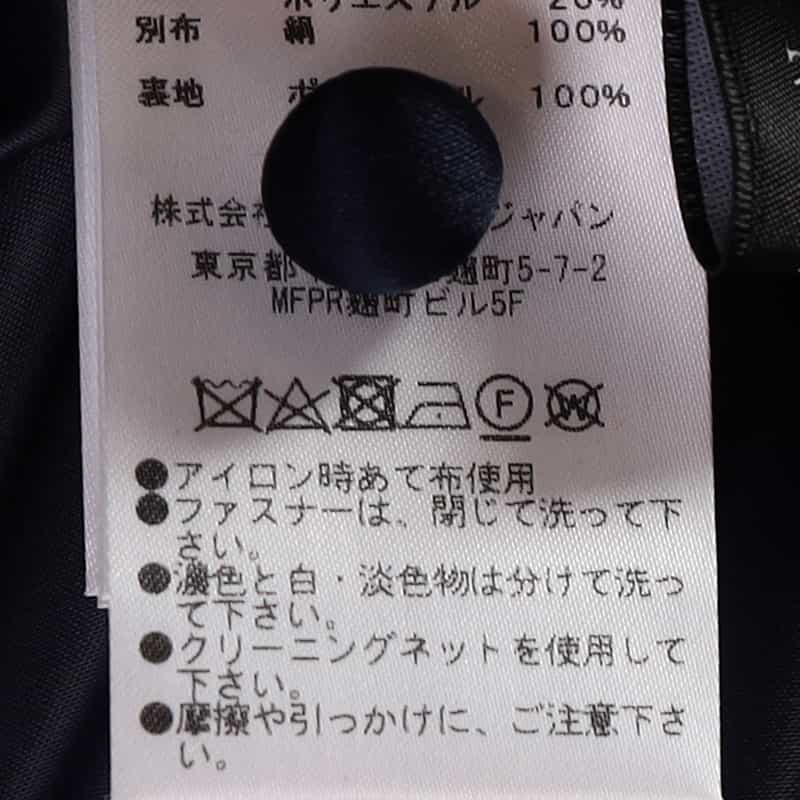 20%
別布 絹 100%
裏地 ポ ル 100%
株式会 ジャパン
東京都 麹町5-7-2
MFPR麹町ビル5F
F W
●アイロン時あて布使用
●ファスナーは、閉じて洗って下
さい。
●濃色と白・淡色物は分けて洗っ
て下さい。
●クリーニングネットを使用して
下さい。
●摩擦や引っかけに、ご注意下さ
い。